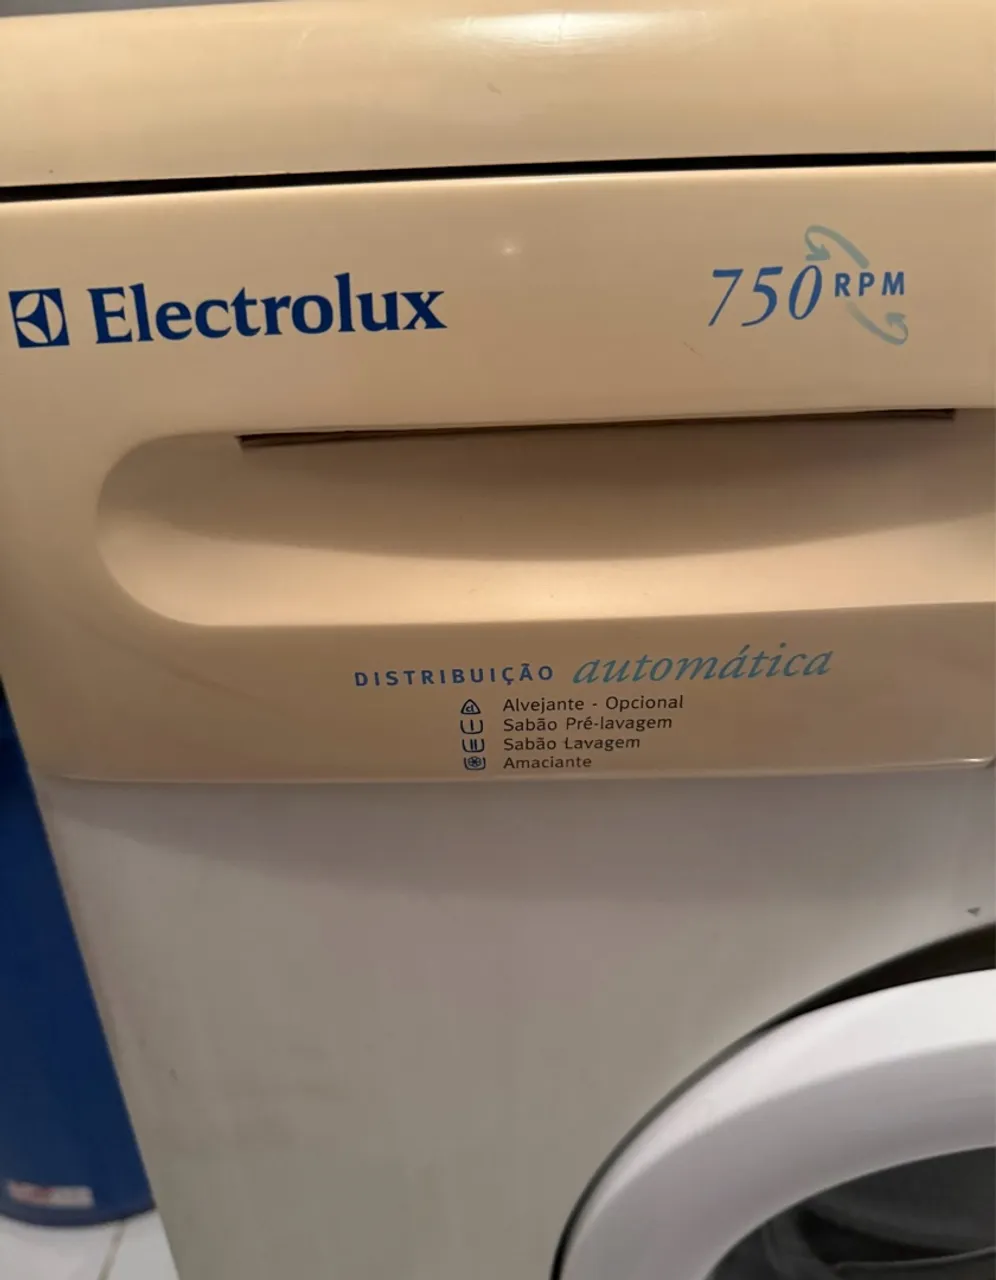 Electrolux
750 RPM
DISTRIBUIÇÃO automática
Alvejante - Opcional
Sabão Pré-lavagem
Sabão Lavagem
Amaciante